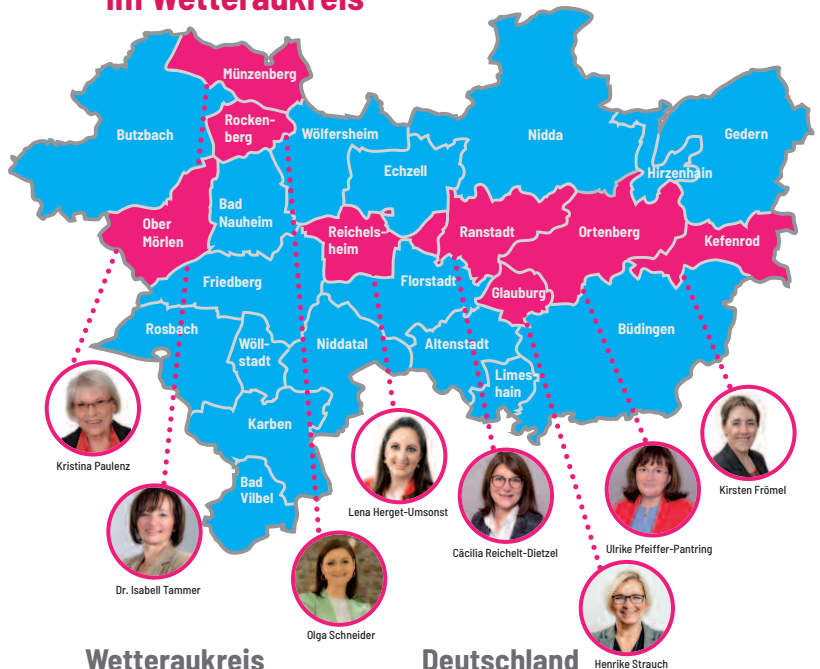 im Wetteraukreis
Münzenberg
Rocken-
berg
Butzbach
Wölfersheim
Nidda
Gedern
Echzell
Hirzenhain
Bad
Nauheim
Ober
Mörlen
Reichels-
heim
Ranstadt
Ortenberg
Kefenrod
Friedberg
Florstadt
Glauburg
Rosbach
Wöll-
stadt
Niddatal
Altenstadt
Büdingen
Limes-
hain
Karben
Bad
Vilbel
Kristina Paulenz
Lena Herget-Umsonst
Kirsten Frömel
Cäcilia Reichelt-Dietzel
Ulrike Pfeiffer-Pantring
Dr. Isabell Tammer
Olga Schneider
Henrike Strauch
Wetteraukreis
Deutschland